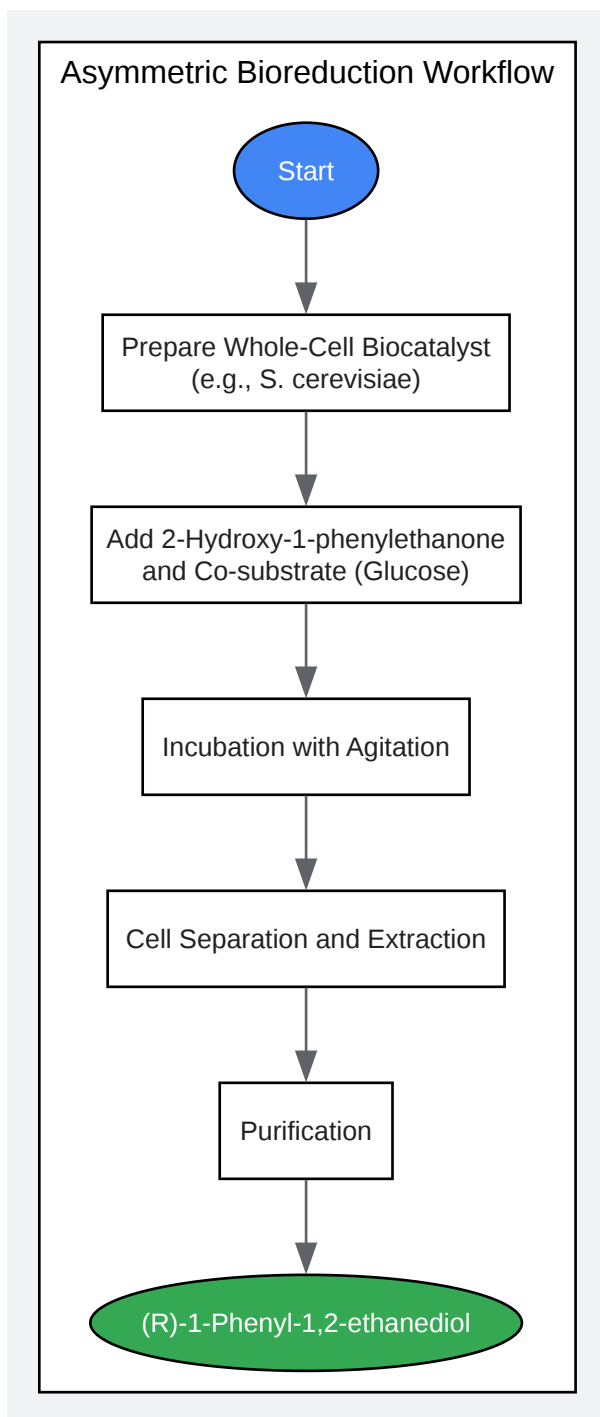 Asymmetric Bioreduction Workflow
Start
Prepare Whole-Cell Biocatalyst
(e.g., S. cerevisiae)
Add 2-Hydroxy-1-phenylethanone
and Co-substrate (Glucose)
Incubation with Agitation
Cell Separation and Extraction
Purification
(R)-1-Phenyl-1,2-ethanediol